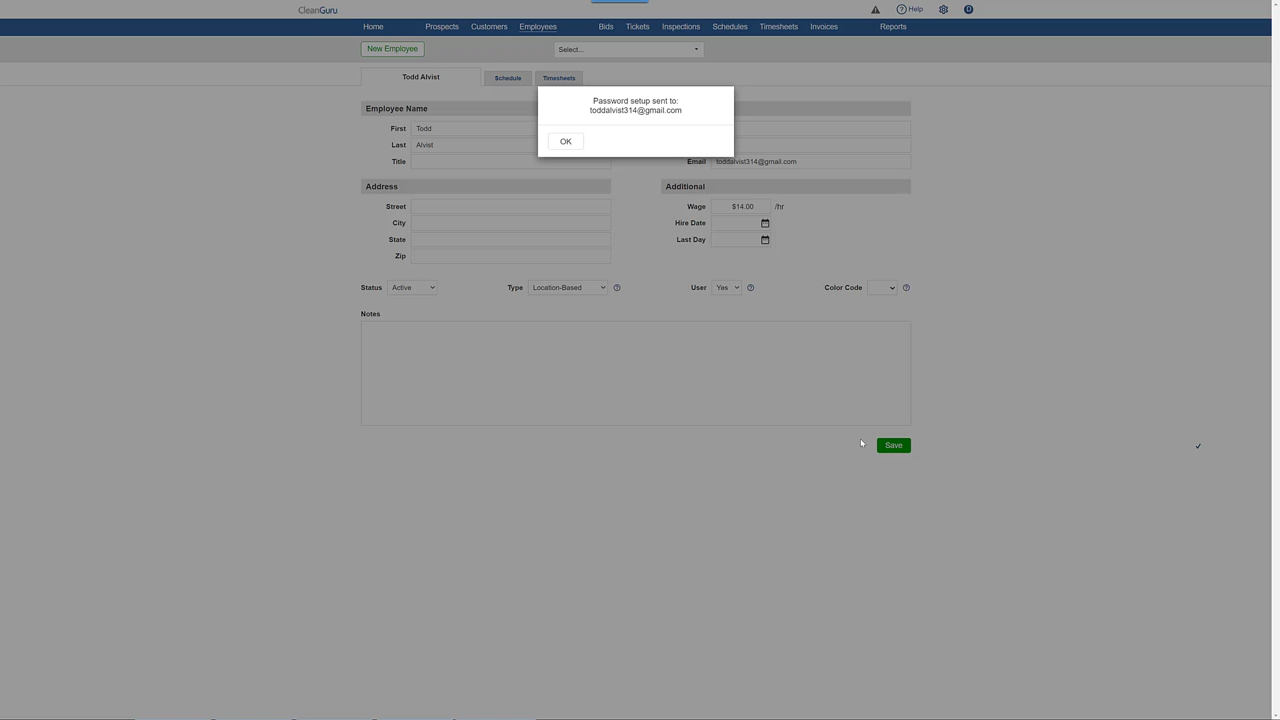 CleanGuru
Help
D
Home Prospects Customers Employees Bids Tickets Inspections Schedules Timesheets Invoices Reports
New Employee
Select...
Todd Alvist Schedule Timesheets
Password setup sent to:
toddalvist314@gmail.com
OK
Employee Name
First Todd
Last Alvist
Title
Email toddalvist314@gmail.com
Address
Street
City
State
Zip
Additional
Wage $14.00 /hr
Hire Date
Last Day
Status Active Type Location-Based User Yes Color Code
Notes
Save